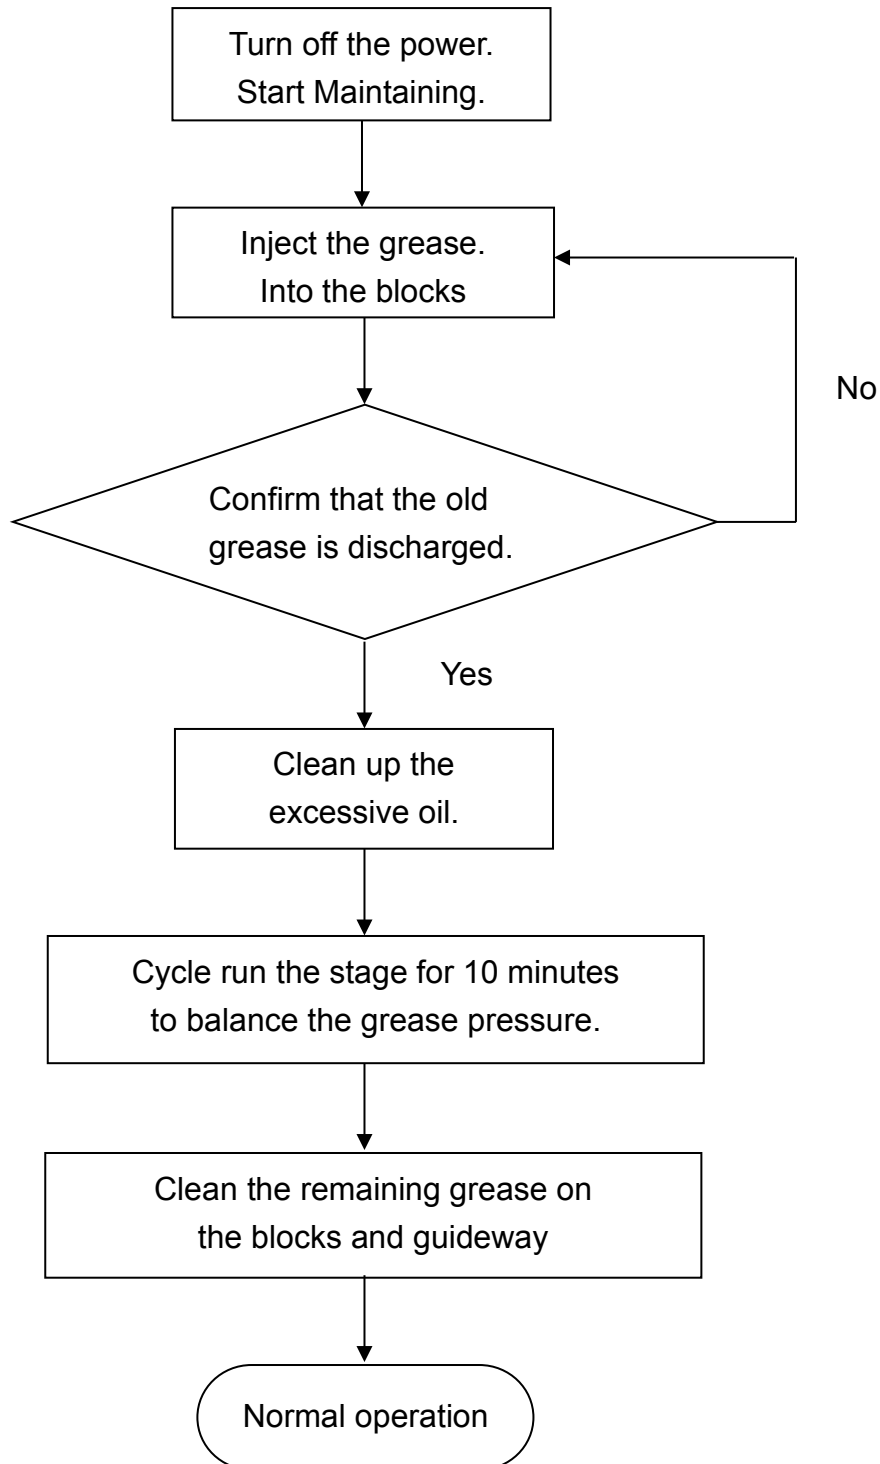 Turn off the power.
Start Maintaining.
Inject the grease.
Into the blocks
No
Confirm that the old
grease is discharged.
Yes
Clean up the
excessive oil.
Cycle run the stage for 10 minutes
to balance the grease pressure.
Clean the remaining grease on
the blocks and guideway
Normal operation